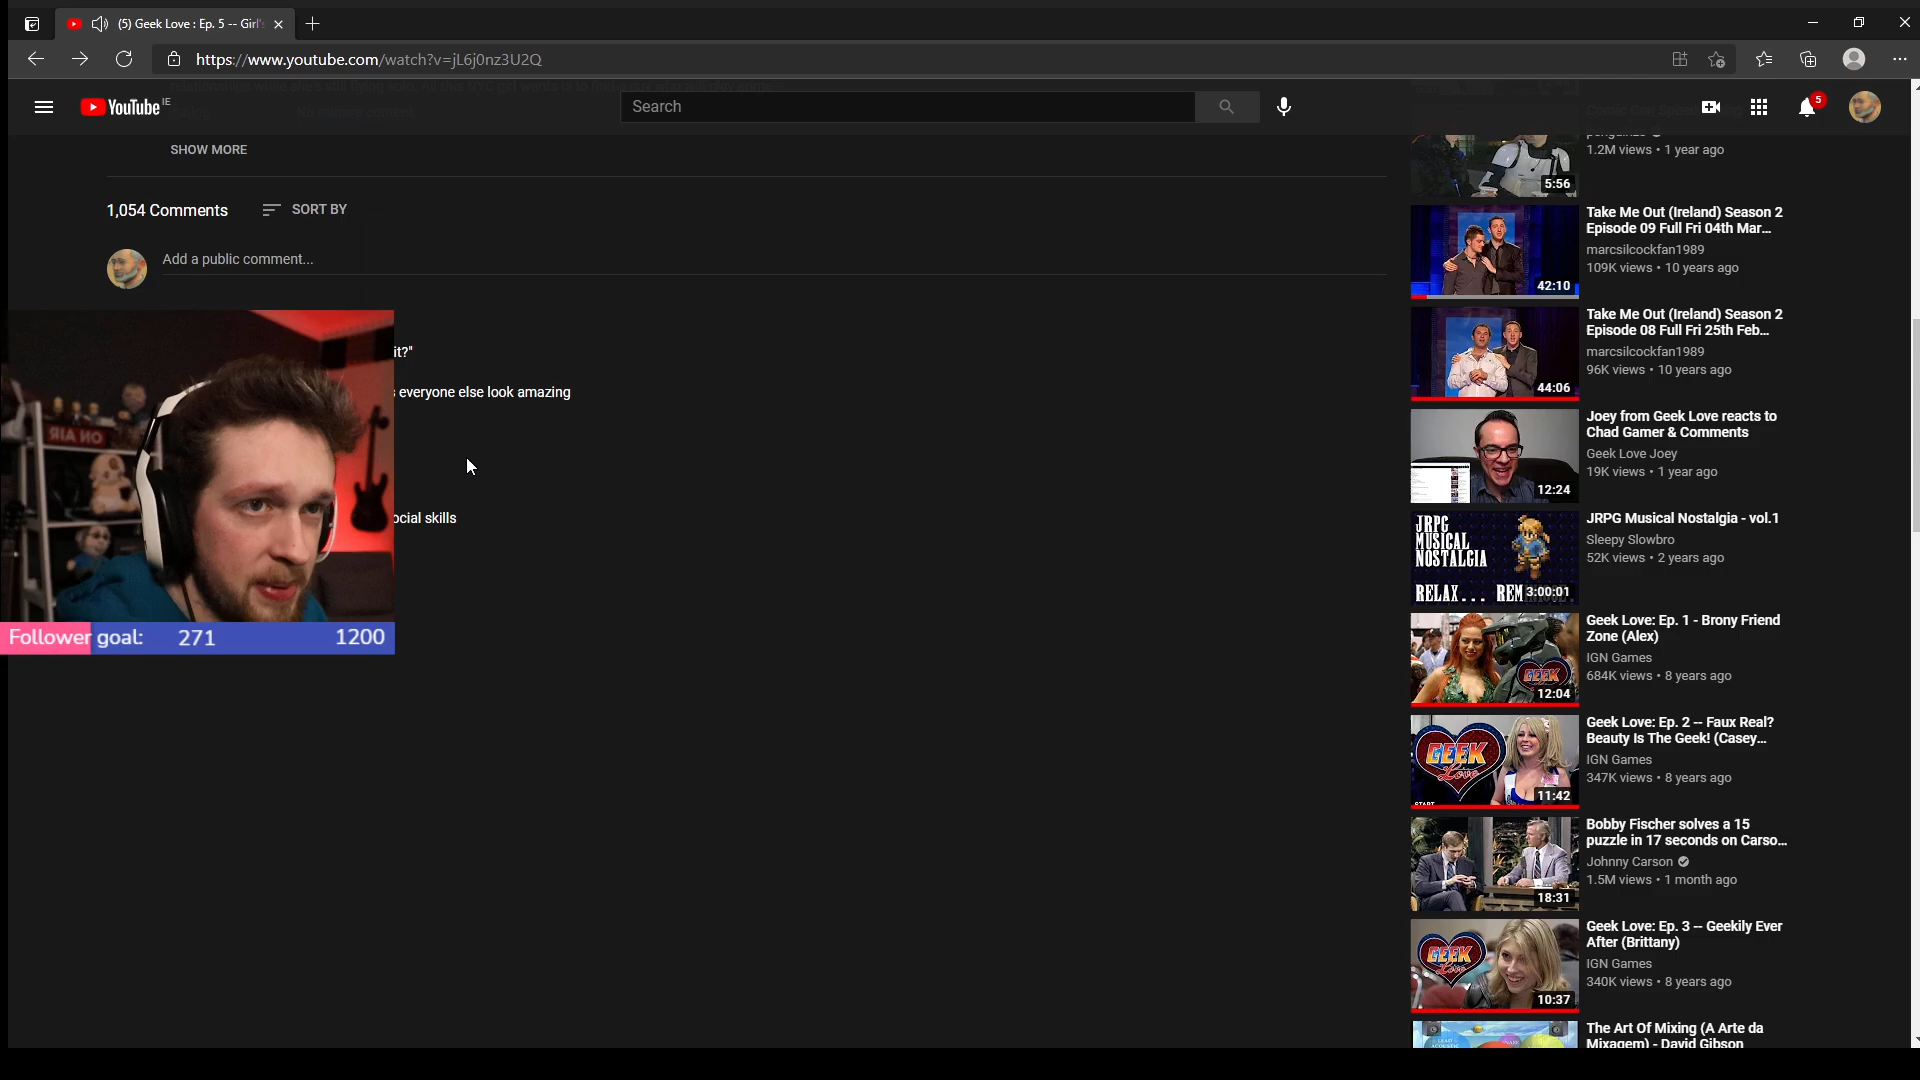 (5) Geek Love : Ep. 5 -- Girl'
https://www.youtube.com/watch?v=jL6j0nz3U2Q
YouTube IE
Search
5
SHOW MORE
1,054 Comments
SORT BY
Add a public comment...
it?"
everyone else look amazing
ocial skills
ON AIR
Follower goal: 271 1200
1.2M views • 1 year ago
5:56
Take Me Out (Ireland) Season 2
Episode 09 Full Fri 04th Mar...
marcsilcockfan1989
109K views • 10 years ago
42:10
Take Me Out (Ireland) Season 2
Episode 08 Full Fri 25th Feb...
marcsilcockfan1989
96K views • 10 years ago
44:06
Joey from Geek Love reacts to
Chad Gamer & Comments
Geek Love Joey
19K views • 1 year ago
12:24
JRPG
MUSICAL
NOSTALGIA
RELAX... REM
3:00:01
JRPG Musical Nostalgia - vol.1
Sleepy Slowbro
52K views • 2 years ago
GEEK
12:04
Geek Love: Ep. 1 - Brony Friend
Zone (Alex)
IGN Games
684K views • 8 years ago
GEEK
Love
START
11:42
Geek Love: Ep. 2 -- Faux Real?
Beauty Is The Geek! (Casey...
IGN Games
347K views • 8 years ago
18:31
Bobby Fischer solves a 15
puzzle in 17 seconds on Carso...
Johnny Carson
1.5M views • 1 month ago
GEEK
Love
10:37
Geek Love: Ep. 3 -- Geekily Ever
After (Brittany)
IGN Games
340K views • 8 years ago
The Art Of Mixing (A Arte da
Mixagem) - David Gibson